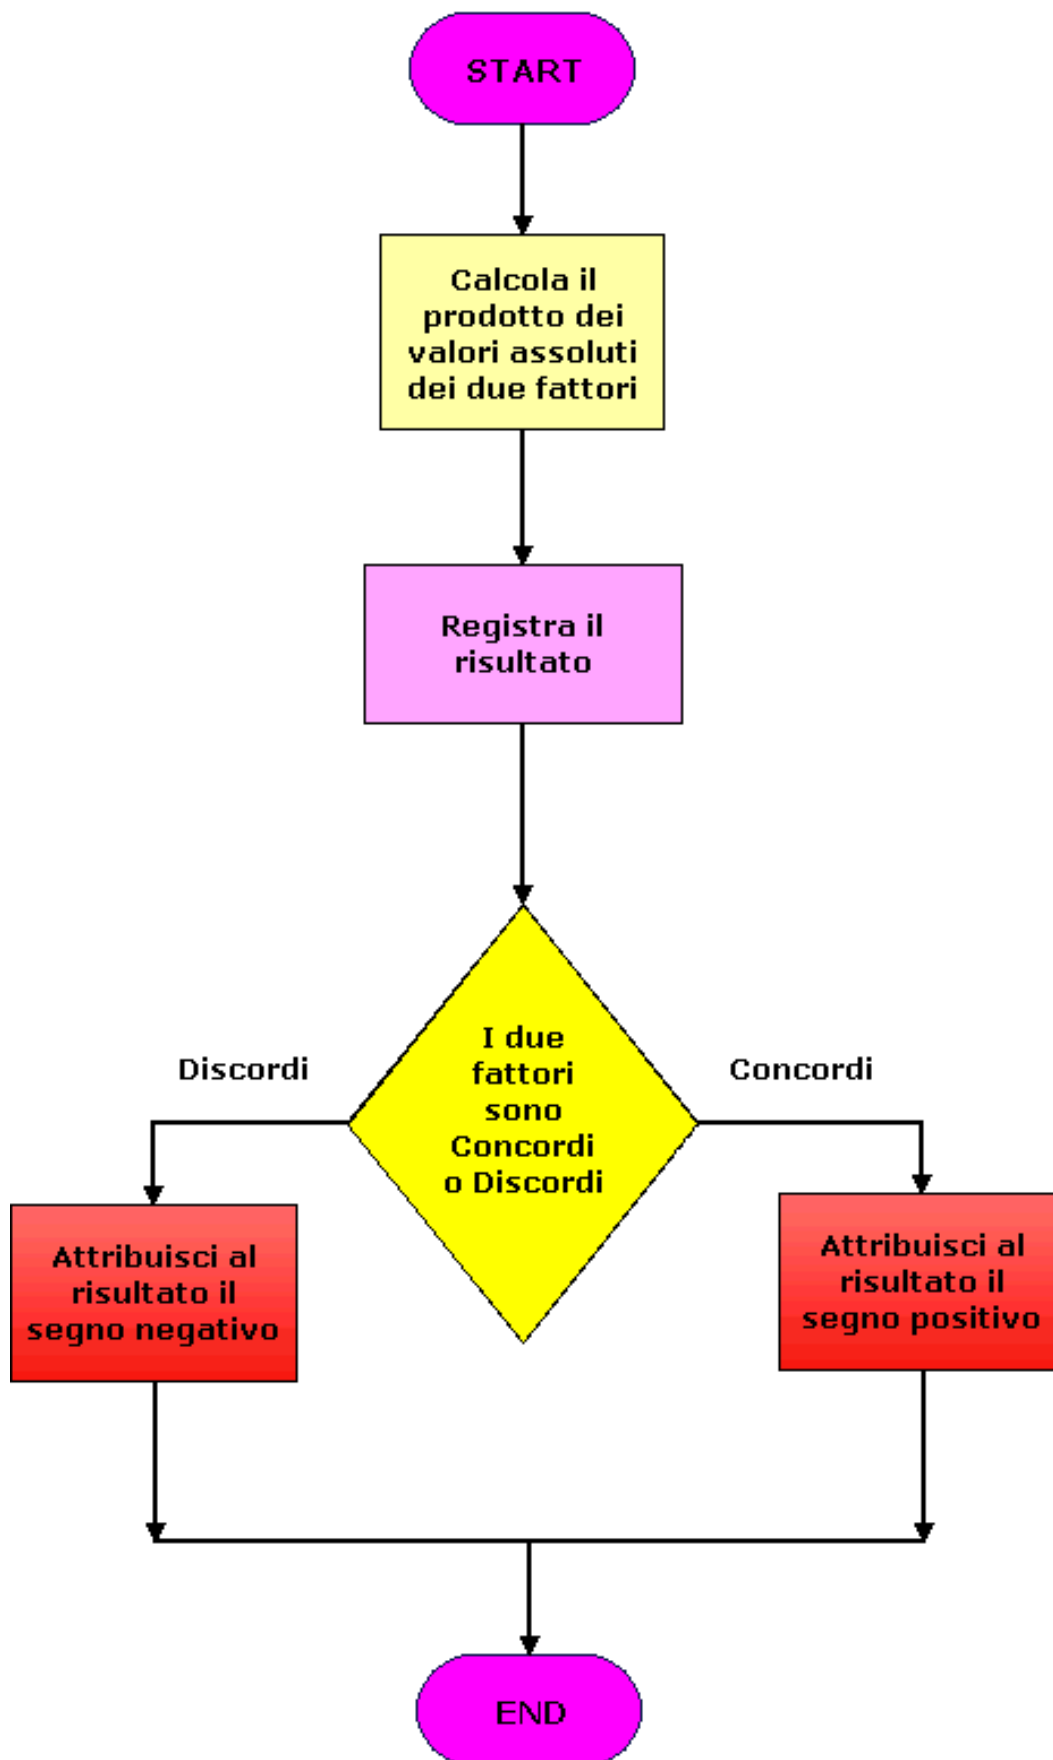 START
Calcola il
prodotto dei
valori assoluti
dei due fattori
Registra il
risultato
I due
fattori
sono
Concordi
o Discordi
Discordi
Concordi
Attribuisci al
risultato il
segno negativo
Attribuisci al
risultato il
segno positivo
END